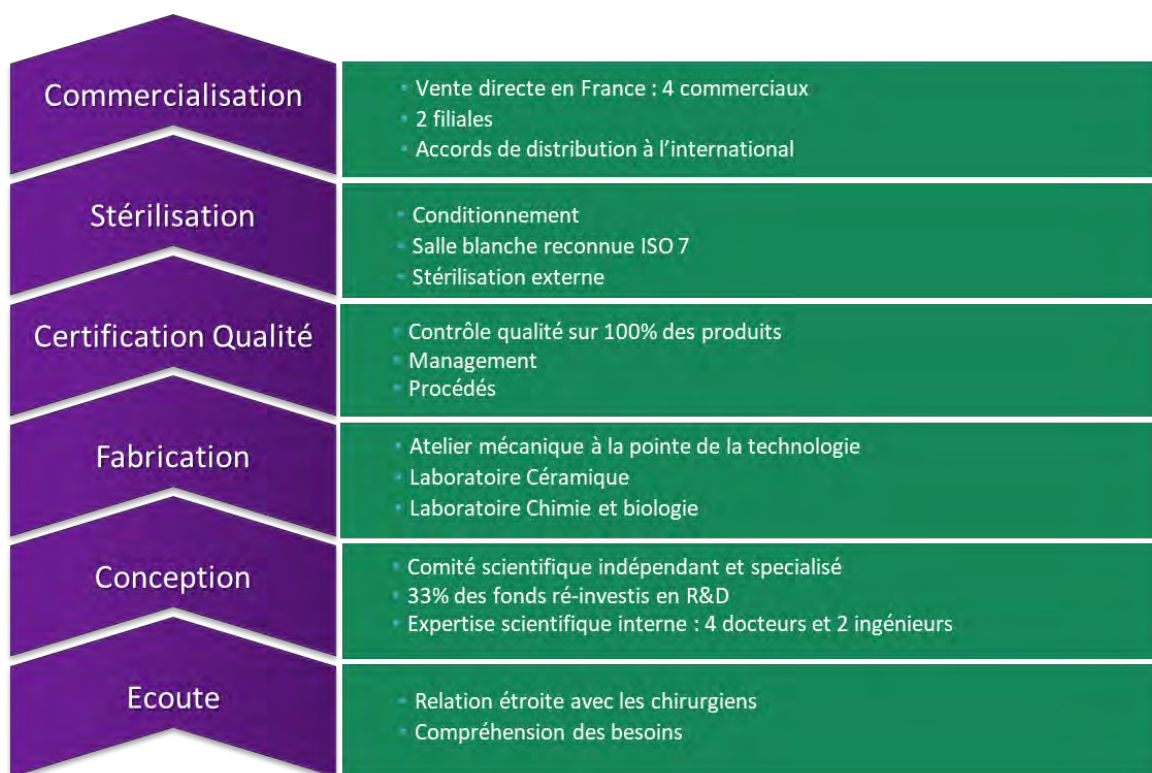 Commercialisation
• Vente directe en France : 4 commerciaux
• 2 filiales
• Accords de distribution à l'international
Stérilisation
• Conditionnement
• Salle blanche reconnue ISO 7
• Stérilisation externe
Certification Qualité
• Contrôle qualité sur 100% des produits
• Management
• Procédés
Fabrication
• Atelier mécanique à la pointe de la technologie
• Laboratoire Céramique
• Laboratoire Chimie et biologie
Conception
• Comité scientifique indépendant et specialisé
• 33% des fonds ré-investis en R&D
• Expertise scientifique interne : 4 docteurs et 2 ingénieurs
Ecoute
• Relation étroite avec les chirurgiens
• Compréhension des besoins